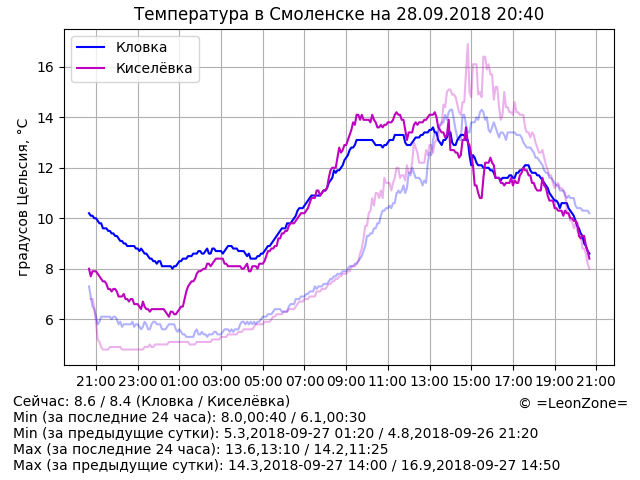 Температура в Смоленске на 28.09.2018 20:40
Кловка
Киселёвка
градусов Цельсия, °C
16
14
12
10
8
6
21:00 23:00 01:00 03:00 05:00 07:00 09:00 11:00 13:00 15:00 17:00 19:00 21:00
Сейчас: 8.6 / 8.4 (Кловка / Киселёвка)
© =LeonZone=
Min (за последние 24 часа): 8.0,00:40 / 6.1,00:30
Min (за предыдущие сутки): 5.3,2018-09-27 01:20 / 4.8,2018-09-26 21:20
Max (за последние 24 часа): 13.6,13:10 / 14.2,11:25
Max (за предыдущие сутки): 14.3,2018-09-27 14:00 / 16.9,2018-09-27 14:50